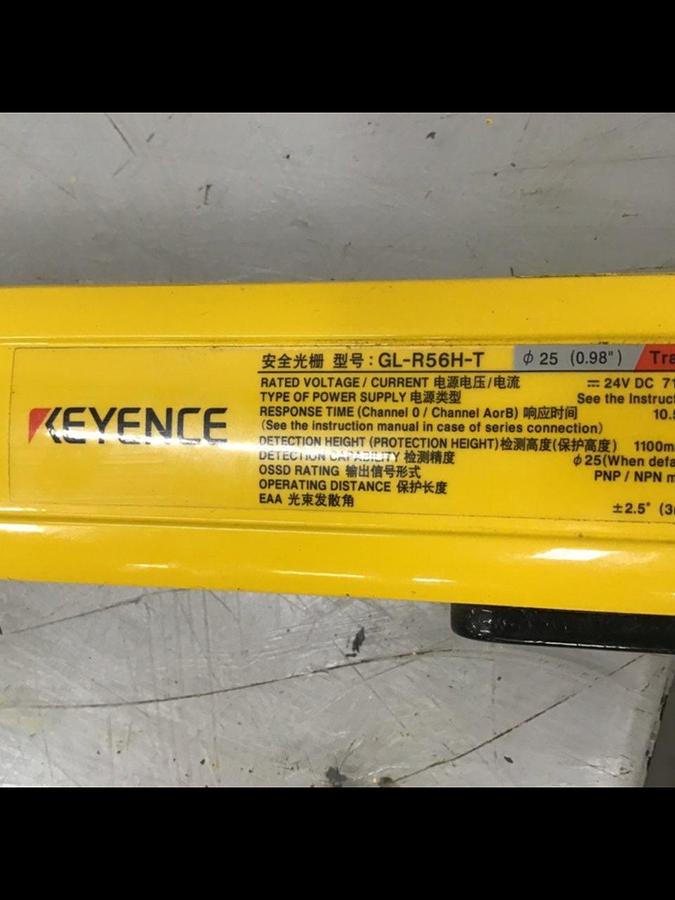 KEYENCE
安全光栅 型号: GL-R56H-T φ25 (0.98")
RATED VOLTAGE / CURRENT 电源电压/电流 ⎓ 24V DC
TYPE OF POWER SUPPLY 电源类型 See the
RESPONSE TIME (Channel 0 / Channel AorB) 响应时间
(See the instruction manual in case of series connection)
DETECTION HEIGHT (PROTECTION HEIGHT)检测高度(保护高度)
DETECTION CAPABILITY 检测精度 φ25(When
OSSD RATING 输出信号形式 PNP / NPN
OPERATING DISTANCE 保护长度
EAA 光束发散角 ±2.5°